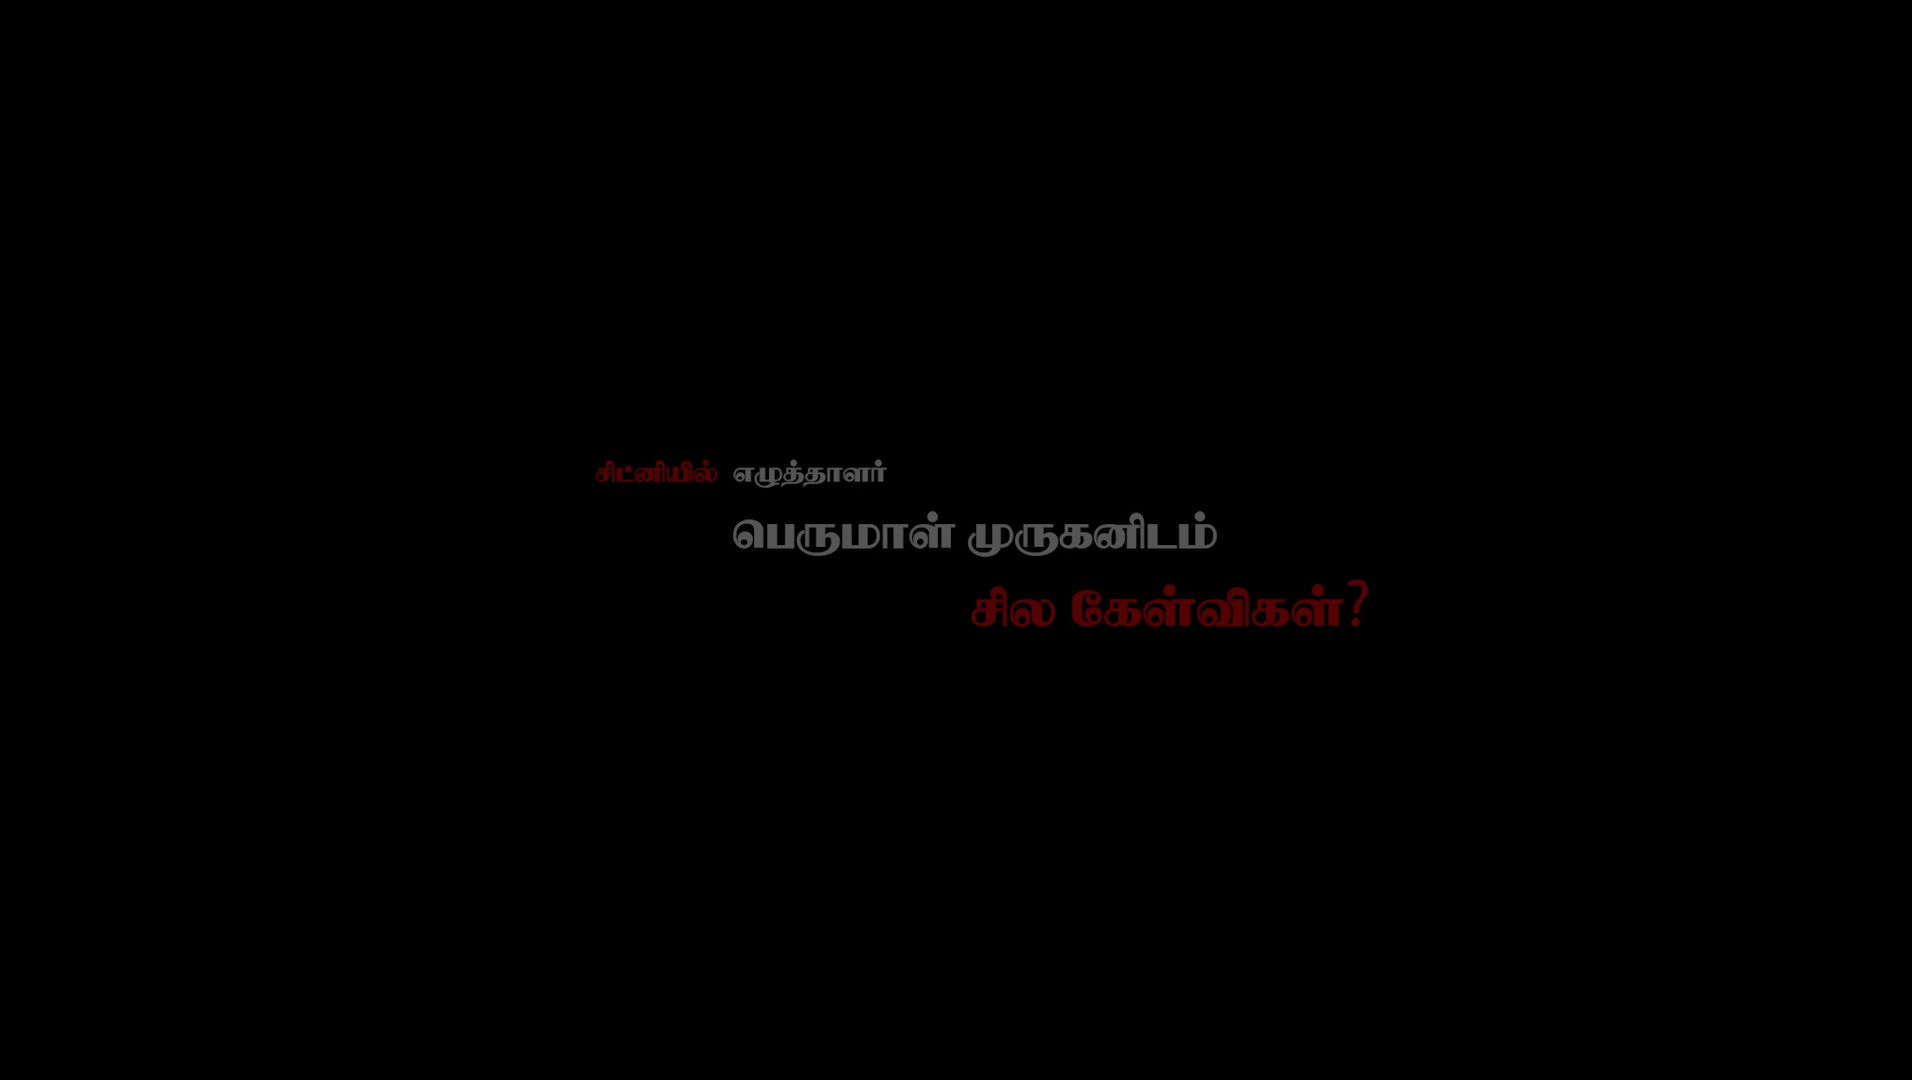 சிட்னியில் எழுத்தாளர்
பெருமாள் முருகனிடம்
சில கேள்விகள்?